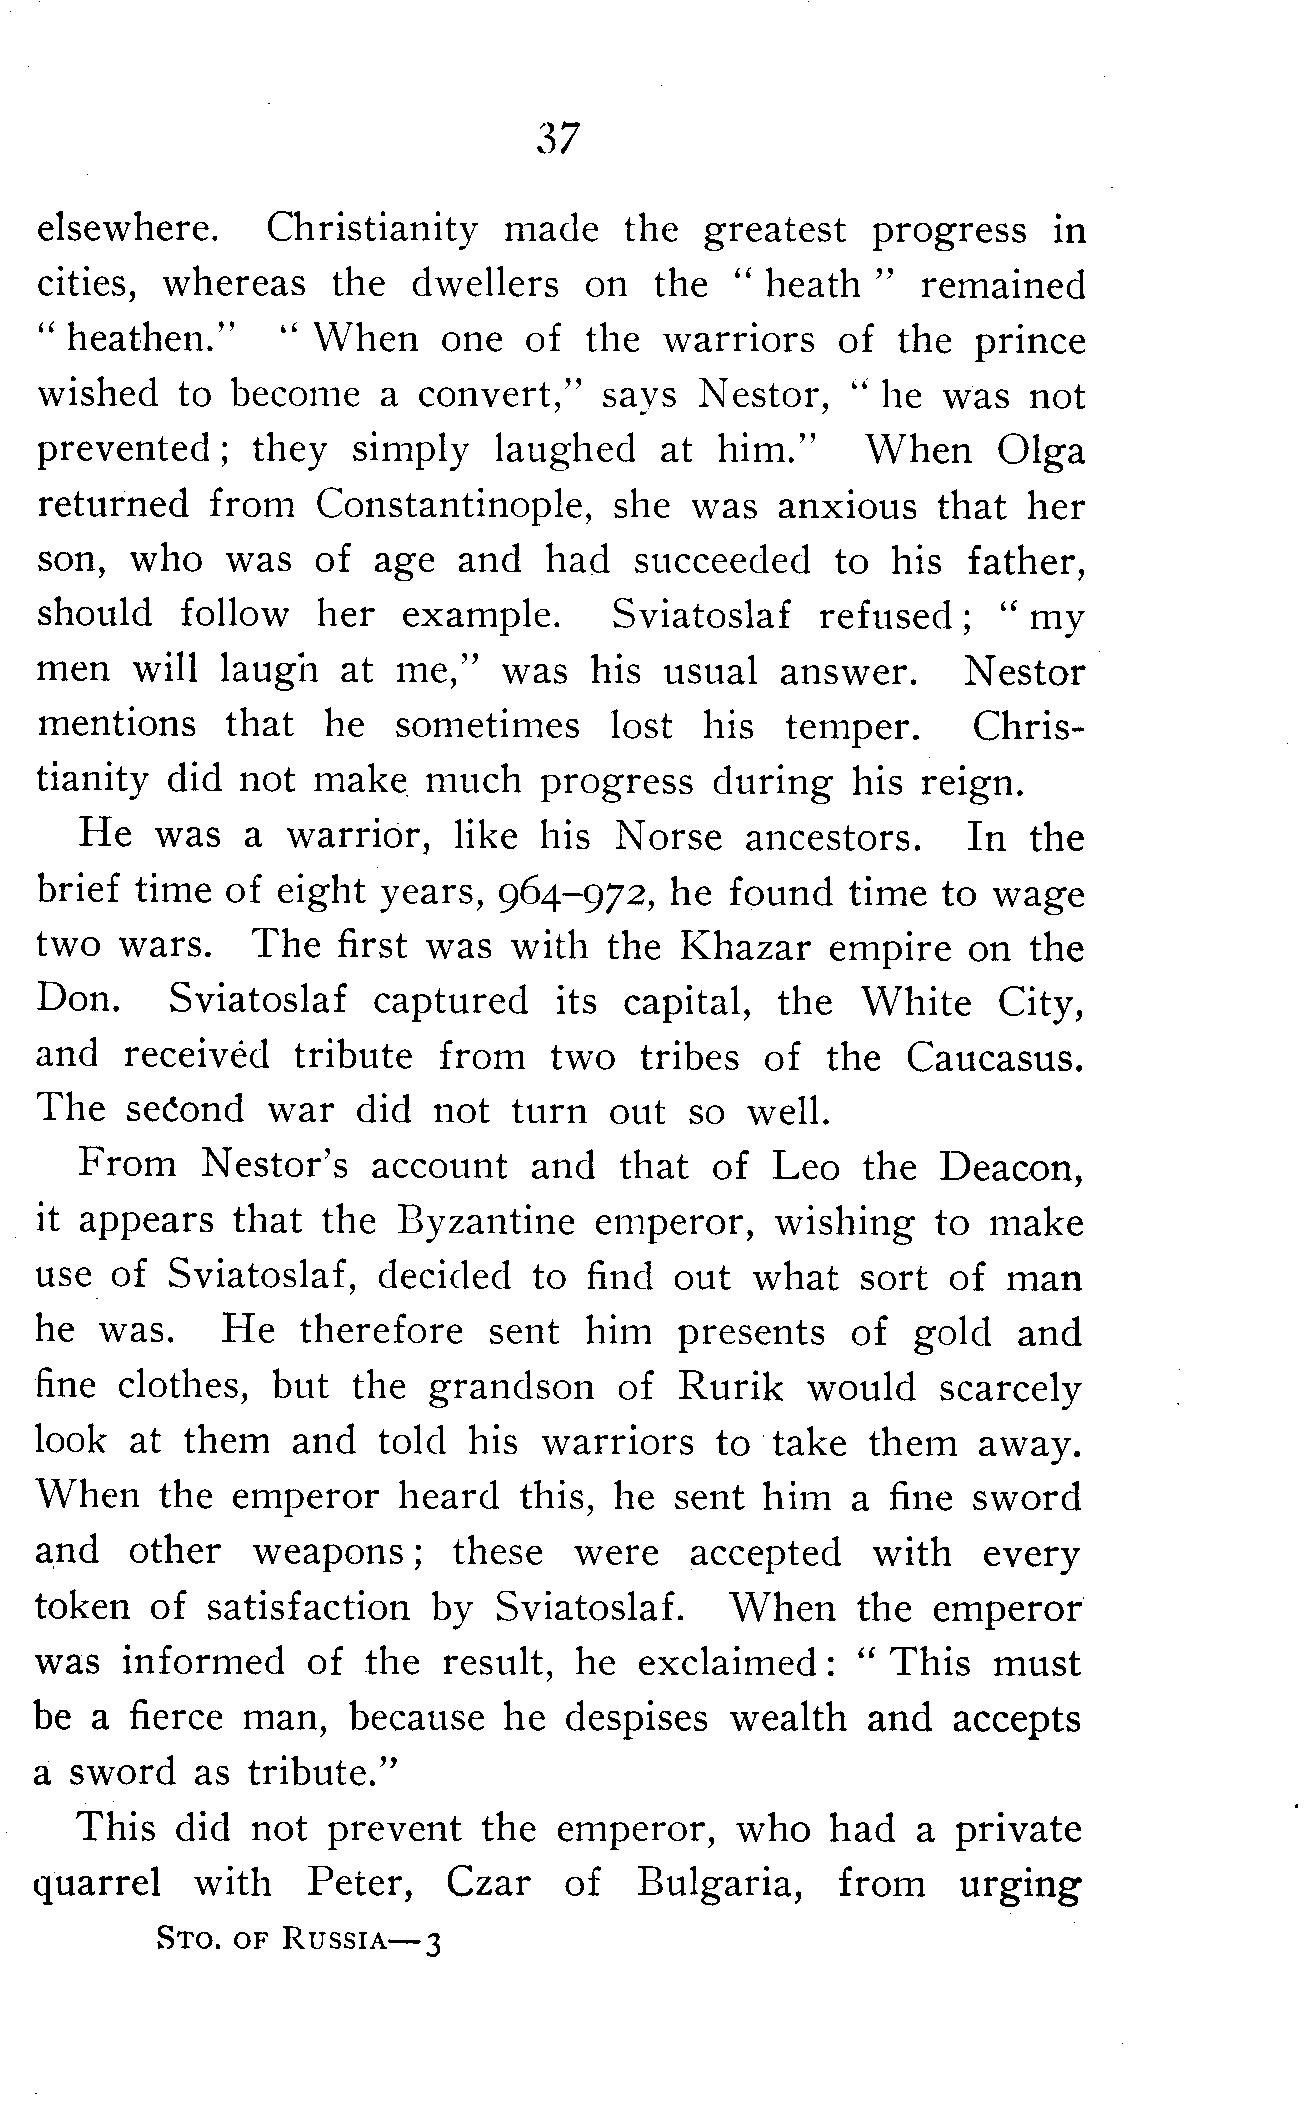 37
elsewhere. Christianity made the greatest progress in
cities, whereas the dwellers on the “ heath ” remained
“ heathen.” “ When one of the warriors of the prince
wished to become a convert,” says Nestor, “ he was not
prevented ; they simply laughed at him.” When Olga
returned from Constantinople, she was anxious that her
son, who was of age and had succeeded to his father,
should follow her example. Sviatoslaf refused ; “ my
men will laugh at me,” was his usual answer. Nestor
mentions that he sometimes lost his temper. Chris-
tianity did not make much progress during his reign.
He was a warrior, like his Norse ancestors. In the
brief time of eight years, 964–972, he found time to wage
two wars. The first was with the Khazar empire on the
Don. Sviatoslaf captured its capital, the White City,
and received tribute from two tribes of the Caucasus.
The second war did not turn out so well.
From Nestor’s account and that of Leo the Deacon,
it appears that the Byzantine emperor, wishing to make
use of Sviatoslaf, decided to find out what sort of man
he was. He therefore sent him presents of gold and
fine clothes, but the grandson of Rurik would scarcely
look at them and told his warriors to take them away.
When the emperor heard this, he sent him a fine sword
and other weapons ; these were accepted with every
token of satisfaction by Sviatoslaf. When the emperor
was informed of the result, he exclaimed : “ This must
be a fierce man, because he despises wealth and accepts
a sword as tribute.”
This did not prevent the emperor, who had a private
quarrel with Peter, Czar of Bulgaria, from urging
STO. OF RUSSIA—3